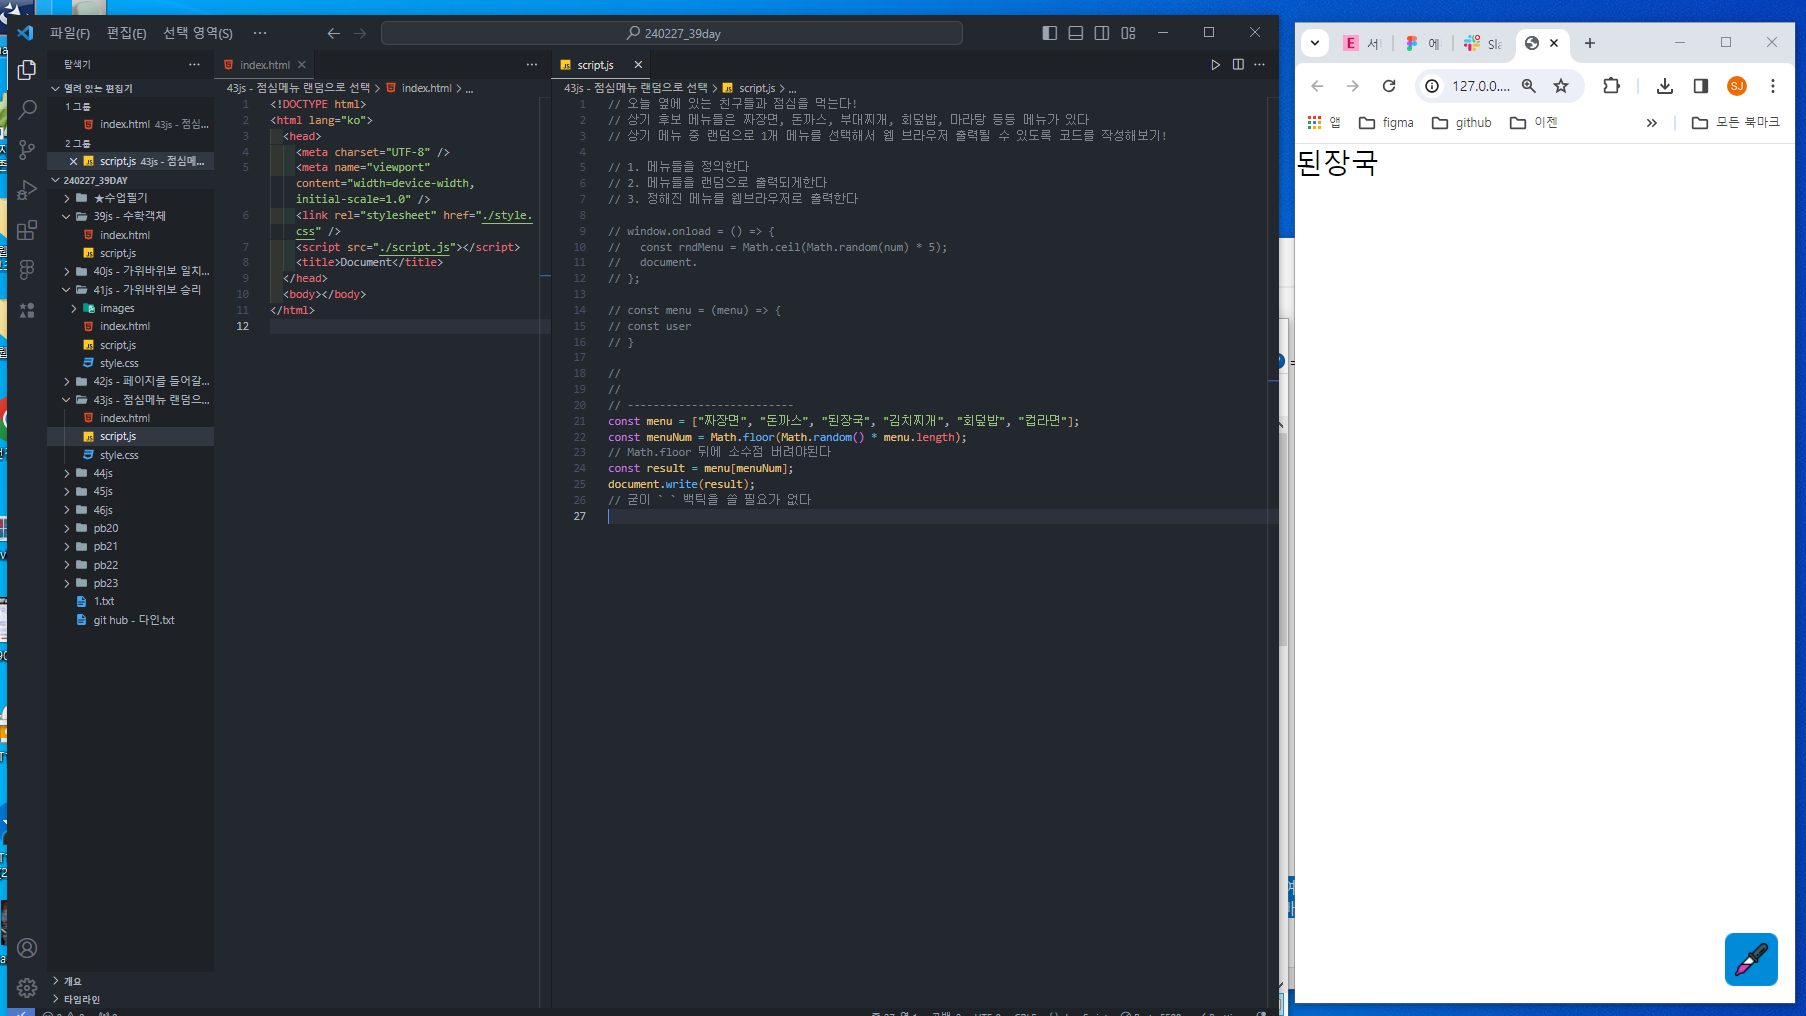 파일(F) 편집(E) 선택 영역(S) ···
240227_39day
탐색기 ···
열려 있는 편집기
1 그룹
index.html 43js - 점심...
2 그룹
script.js 43js - 점심메...
240227_39DAY
★수업필기
39js - 수학객체
index.html
script.js
40js - 가위바위보 일치...
41js - 가위바위보 승리
images
index.html
script.js
style.css
42js - 페이지를 들어갈...
43js - 점심메뉴 랜덤으...
index.html
script.js
style.css
44js
45js
46js
pb20
pb21
pb22
pb23
1.txt
git hub - 다인.txt
개요
타임라인
index.html
43js - 점심메뉴 랜덤으로 선택 > index.html > ...
1 <!DOCTYPE html>
2 <html lang="ko">
3 <head>
4 <meta charset="UTF-8" />
5 <meta name="viewport"
content="width=device-width,
initial-scale=1.0" />
6 <link rel="stylesheet" href="./style.
css" />
7 <script src="./script.js"></script>
8 <title>Document</title>
9 </head>
10 <body></body>
11 </html>
12
script.js
43js - 점심메뉴 랜덤으로 선택 > script.js > ...
1 // 오늘 옆에 있는 친구들과 점심을 먹는다!
2 // 상기 후보 메뉴들은 짜장면, 돈까스, 부대찌개, 회덮밥, 마라탕 등등 메뉴가 있다
3 // 상기 메뉴 중 랜덤으로 1개 메뉴를 선택해서 웹 브라우저 출력될 수 있도록 코드를 작성해보기!
4
5 // 1. 메뉴들을 정의한다
6 // 2. 메뉴들을 랜덤으로 출력되게한다
7 // 3. 정해진 메뉴를 웹브라우저로 출력한다
8
9 // window.onload = () => {
10 // const rndMenu = Math.ceil(Math.random(num) * 5);
11 // document.
12 // };
13
14 // const menu = (menu) => {
15 // const user
16 // }
17
18 //
19 //
20 // --------------------------
21 const menu = ["짜장면", "돈까스", "된장국", "김치찌개", "회덮밥", "컵라면"];
22 const menuNum = Math.floor(Math.random() * menu.length);
23 // Math.floor 뒤에 소수점 버려야된다
24 const result = menu[menuNum];
25 document.write(result);
26 // 굳이 ` ` 백틱을 쓸 필요가 없다
27
E 서 에 Sla
127.0.0....
SJ
앱 figma github 이젠 » 모든 북마크
된장국